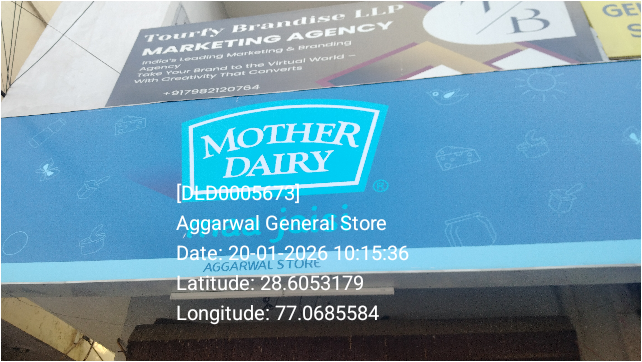 Tourfy Brandise LLP
MARKETING AGENCY
India's Leading Marketing & Branding
Agency
Take Your Brand to the Virtual World –
With Creativity That Converts
+917982120764
T/B
GE
S
MOTHER
DAIRY
®
[DLD0005673]
Aggarwal General Store
jaisi
Date: 20-01-2026 10:15:36
AGGARWAL STORE
Latitude: 28.6053179
Longitude: 77.0685584